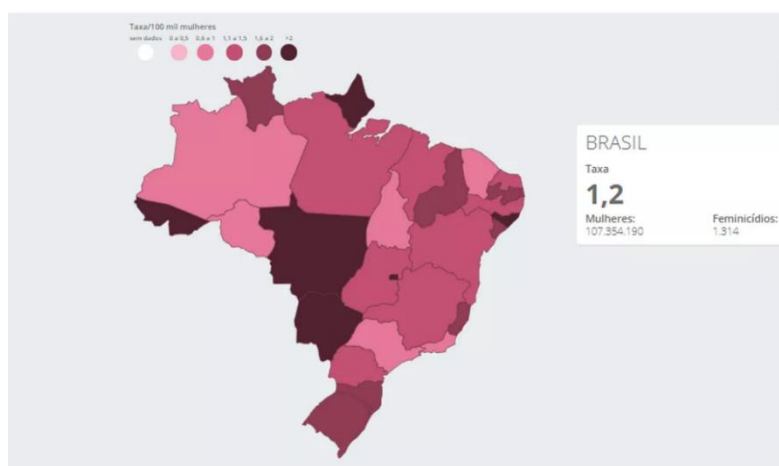 Taxa/100 mil mulheres
sem dados 0 a 0,5 0,6 a 1 1,1 a 1,5 1,6 a 2 +2
BRASIL
Taxa
1,2
Mulheres: Feminicídios:
107.354.190 1.314